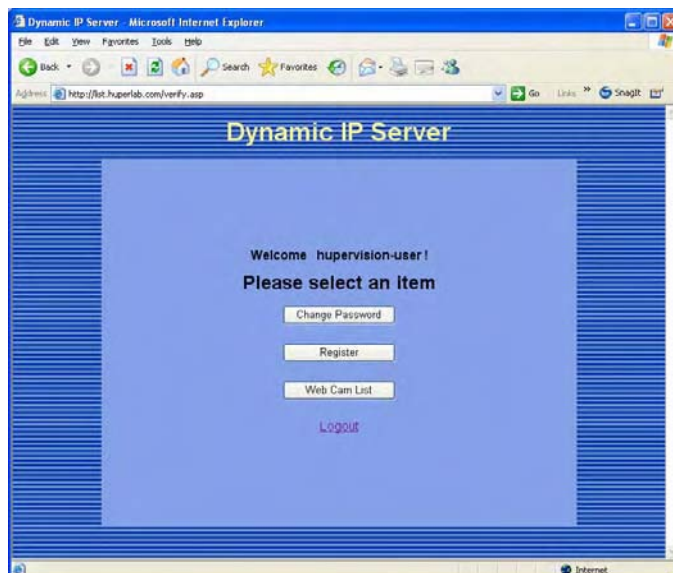 Dynamic IP Server - Microsoft Internet Explorer
File Edit View Favorites Tools Help
Back Search Favorites
Address http://list.huperlab.com/verify.asp Go Links » SnagIt
Dynamic IP Server
Welcome hupervision-user !
Please select an item
Change Password
Register
Web Cam List
Logout
Internet